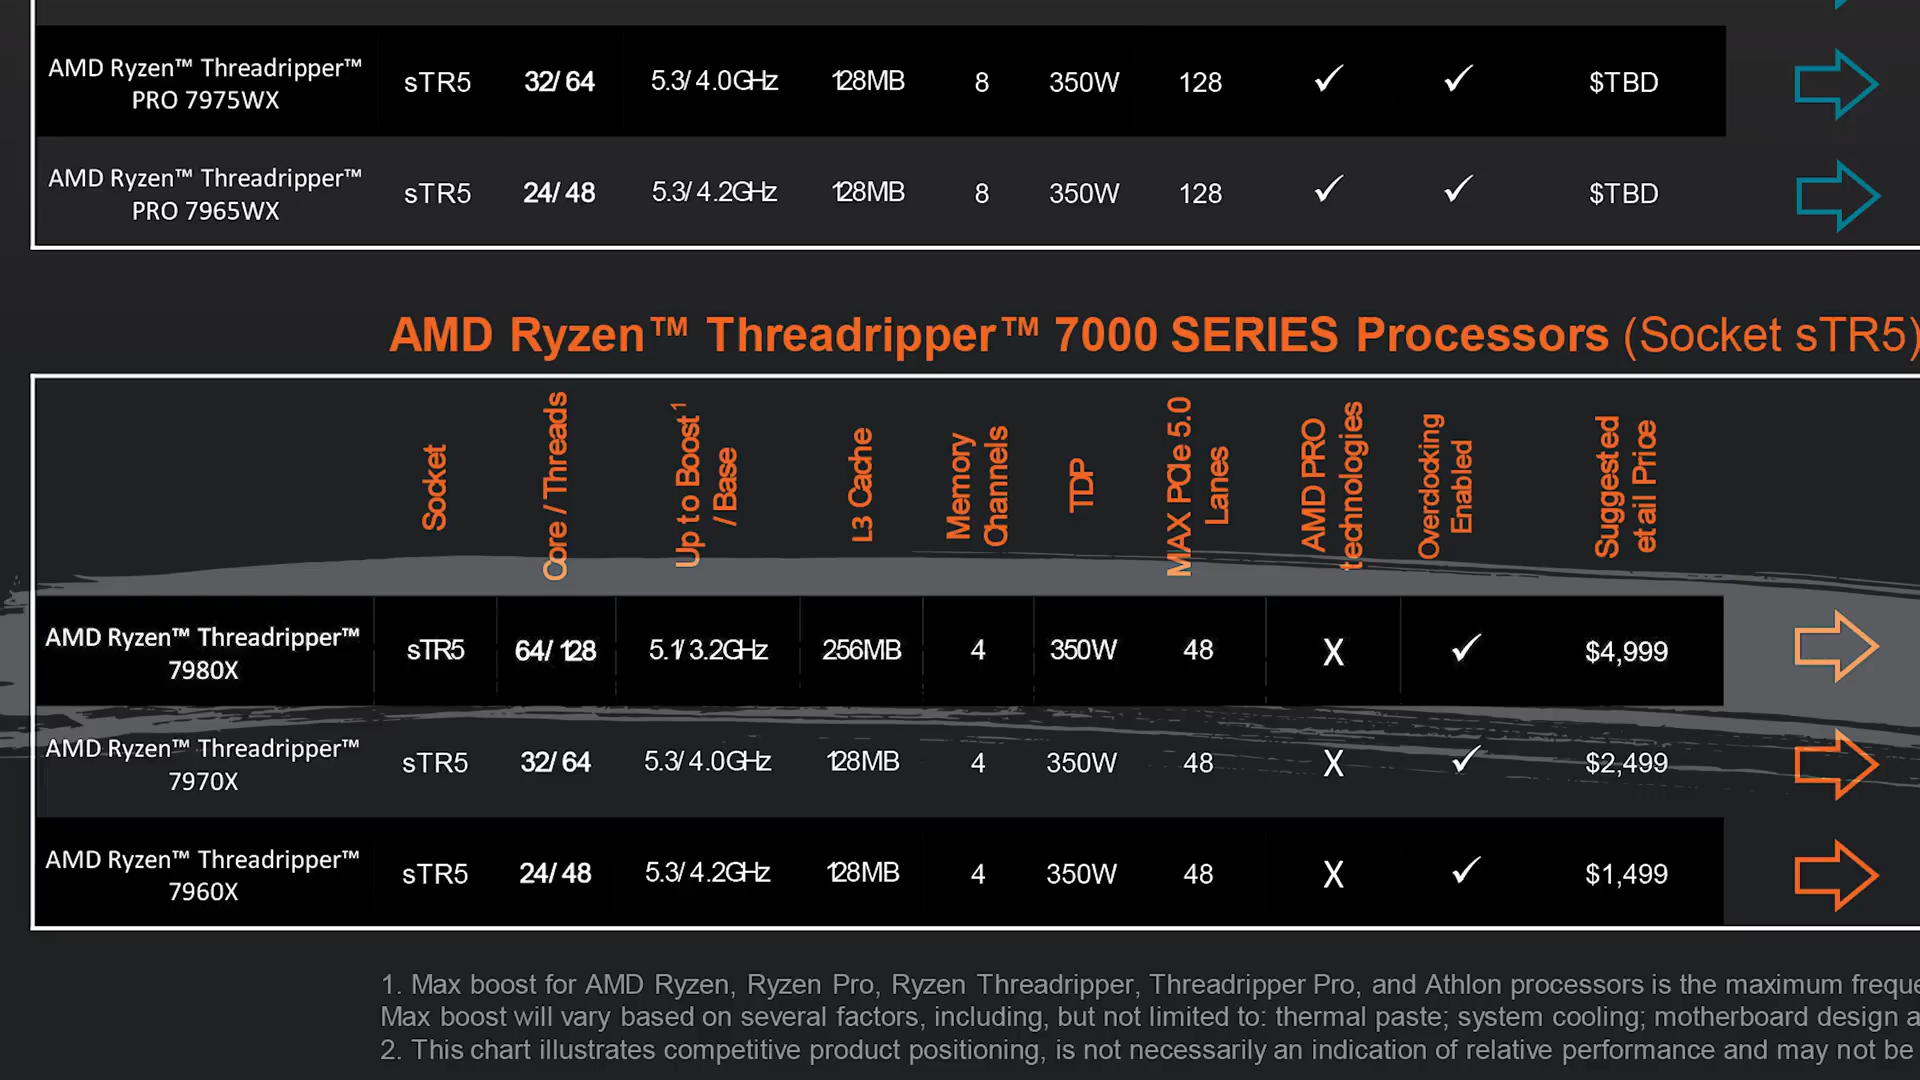 AMD Ryzen™ Threadripper™
PRO 7975WX
sTR5 32/ 64 5.3/ 4.0GHz 128MB 8 350W 128 ✓ ✓ $TBD
AMD Ryzen™ Threadripper™
PRO 7965WX
sTR5 24/ 48 5.3/ 4.2GHz 128MB 8 350W 128 ✓ ✓ $TBD
AMD Ryzen™ Threadripper™ 7000 SERIES Processors (Socket sTR5)
Socket
Core / Threads
Up to Boost¹
/ Base
L3 Cache
Memory
Channels
TDP
MAX PCIe 5.0
Lanes
AMD PRO
technologies
Overclocking
Enabled
Suggested
etail Price
AMD Ryzen™ Threadripper™
7980X
sTR5 64/ 128 5.1/ 3.2GHz 256MB 4 350W 48 X ✓ $4,999
AMD Ryzen™ Threadripper™
7970X
sTR5 32/ 64 5.3/ 4.0GHz 128MB 4 350W 48 X ✓ $2,499
AMD Ryzen™ Threadripper™
7960X
sTR5 24/ 48 5.3/ 4.2GHz 128MB 4 350W 48 X ✓ $1,499
1. Max boost for AMD Ryzen, Ryzen Pro, Ryzen Threadripper, Threadripper Pro, and Athlon processors is the maximum freque
Max boost will vary based on several factors, including, but not limited to: thermal paste; system cooling; motherboard design a
2. This chart illustrates competitive product positioning, is not necessarily an indication of relative performance and may not be